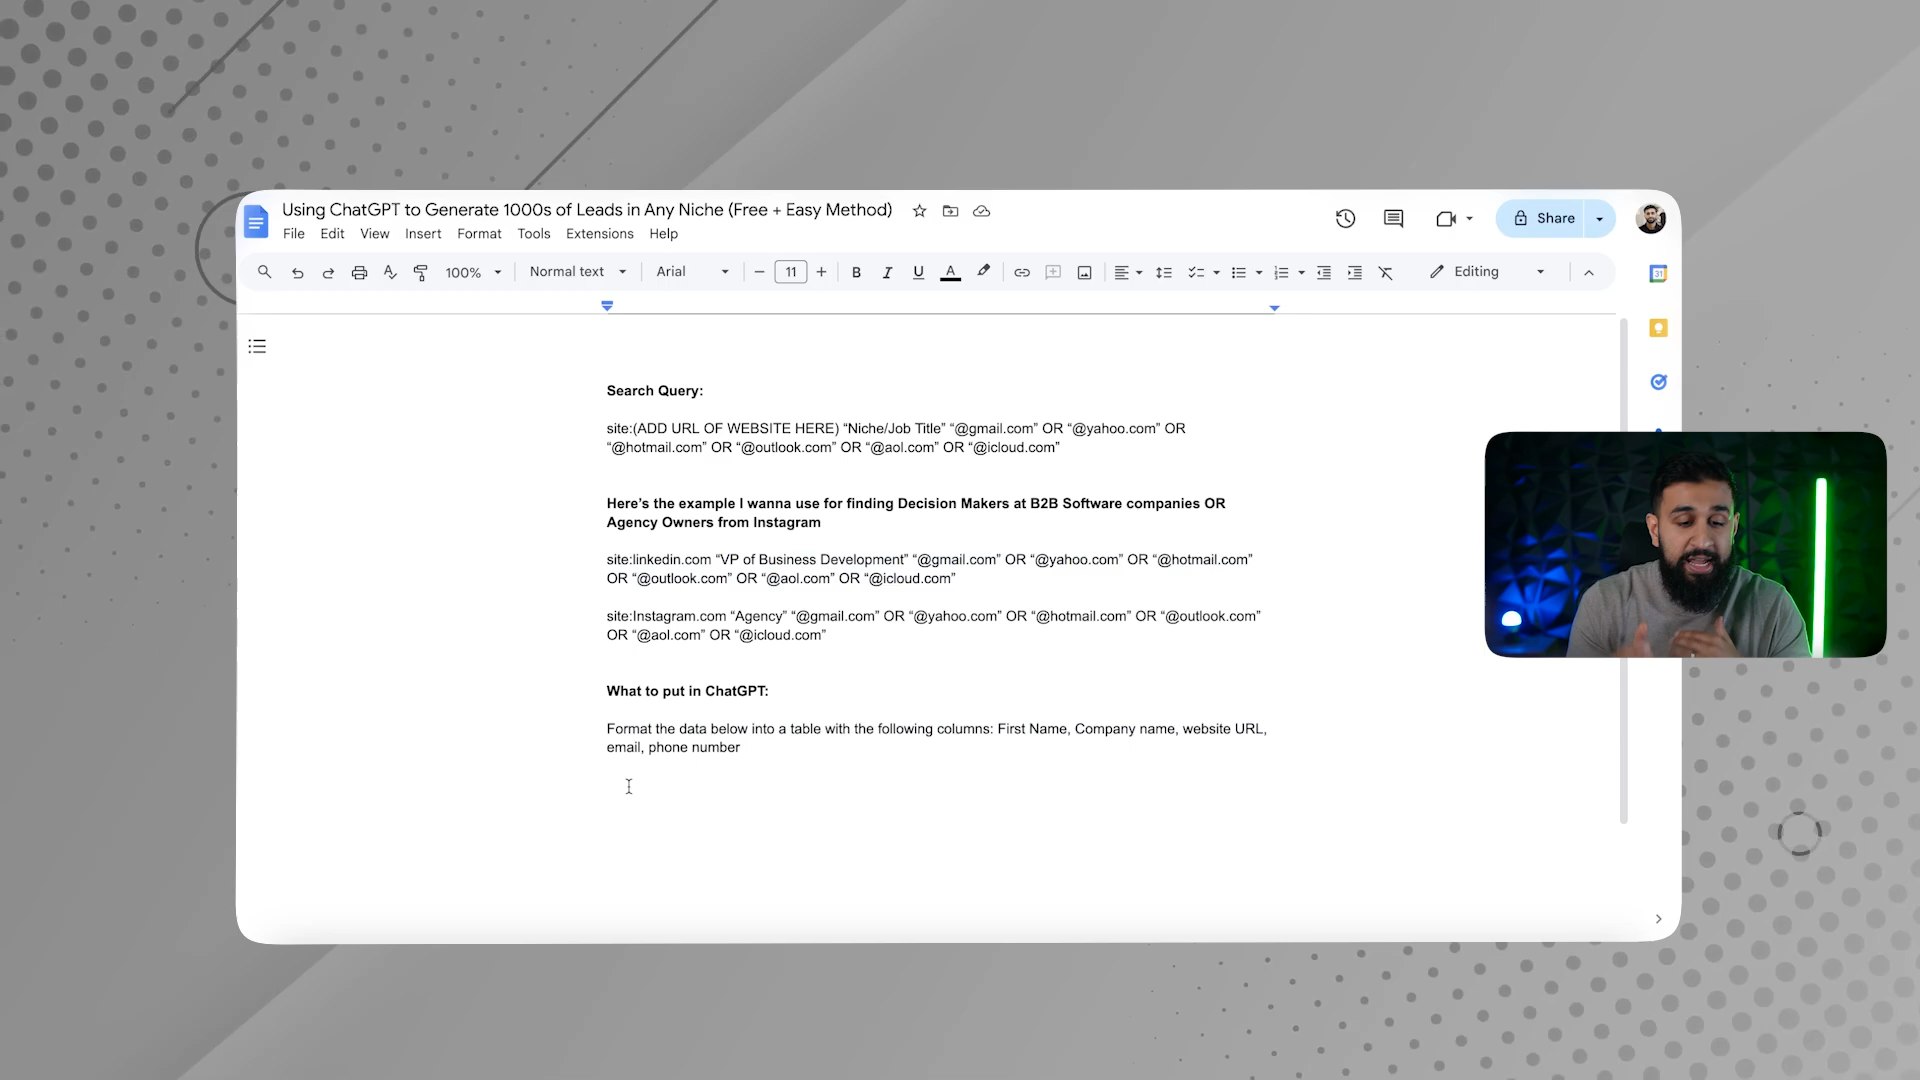 Using ChatGPT to Generate 1000s of Leads in Any Niche (Free + Easy Method)
File Edit View Insert Format Tools Extensions Help
Share
100% Normal text Arial 11 B I U A Editing
31
Search Query:
site:(ADD URL OF WEBSITE HERE) “Niche/Job Title” “@gmail.com” OR “@yahoo.com” OR
“@hotmail.com” OR “@outlook.com” OR “@aol.com” OR “@icloud.com”
Here’s the example I wanna use for finding Decision Makers at B2B Software companies OR
Agency Owners from Instagram
site:linkedin.com “VP of Business Development” “@gmail.com” OR “@yahoo.com” OR “@hotmail.com”
OR “@outlook.com” OR “@aol.com” OR “@icloud.com”
site:Instagram.com “Agency” “@gmail.com” OR “@yahoo.com” OR “@hotmail.com” OR “@outlook.com”
OR “@aol.com” OR “@icloud.com”
What to put in ChatGPT:
Format the data below into a table with the following columns: First Name, Company name, website URL,
email, phone number